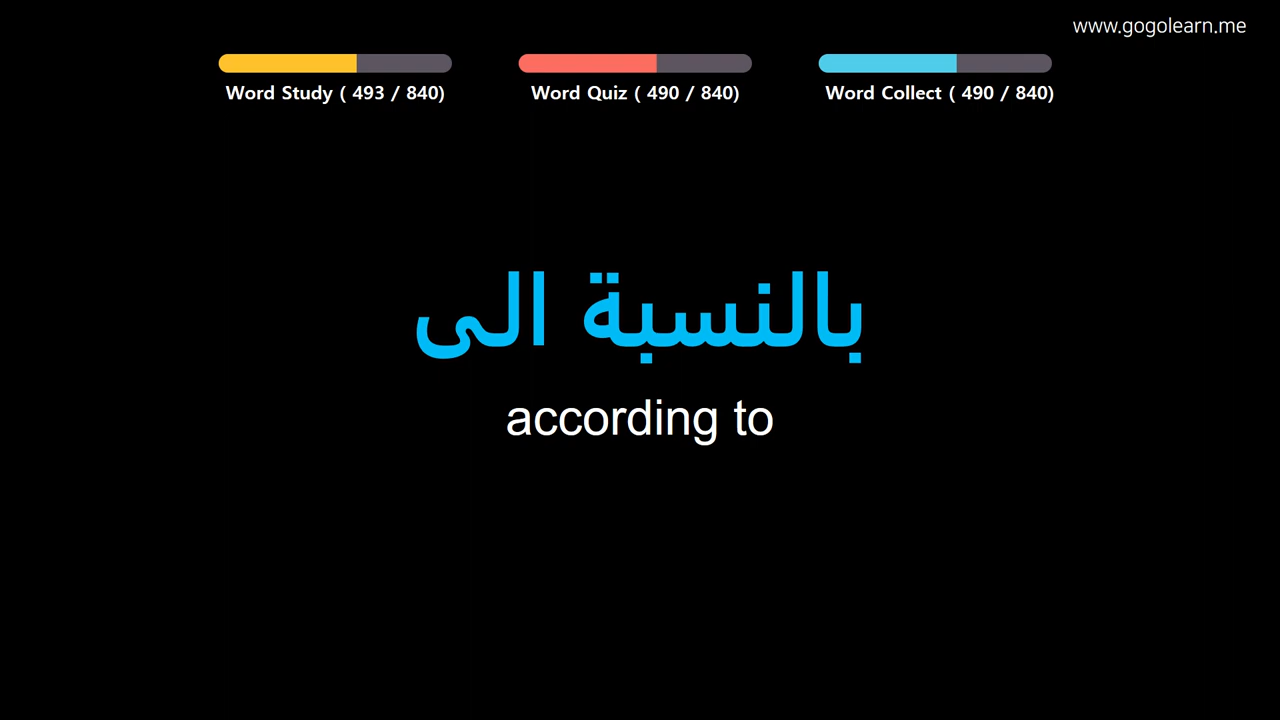 www.gogolearn.me
Word Study ( 493 / 840)
Word Quiz ( 490 / 840)
Word Collect ( 490 / 840)
بالنسبة الى
according to